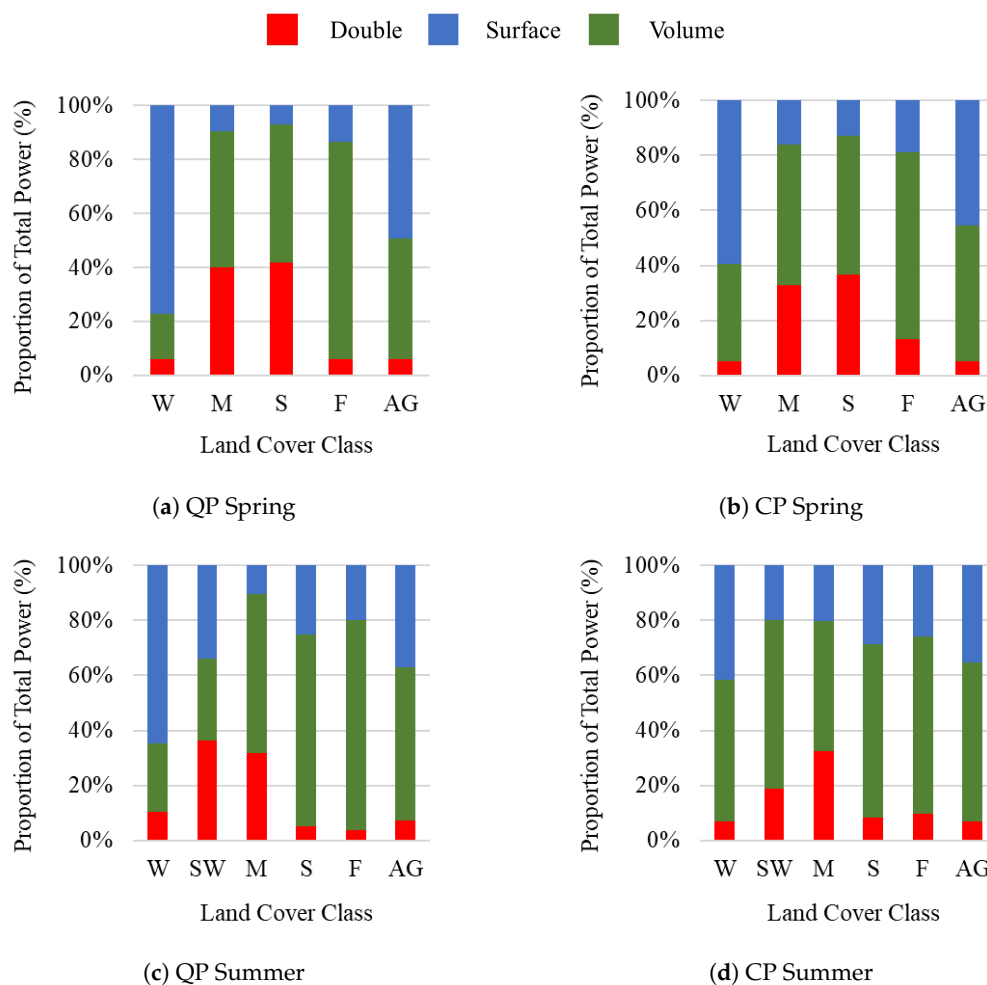 Double Surface Volume
Proportion of Total Power (%)
100%
80%
60%
40%
20%
0%
W M S F AG
Land Cover Class
(a) QP Spring
Proportion of Total Power (%)
100%
80%
60%
40%
20%
0%
W M S F AG
Land Cover Class
(b) CP Spring
Proportion of Total Power (%)
100%
80%
60%
40%
20%
0%
W SW M S F AG
Land Cover Class
(c) QP Summer
Proportion of Total Power (%)
100%
80%
60%
40%
20%
0%
W SW M S F AG
Land Cover Class
(d) CP Summer